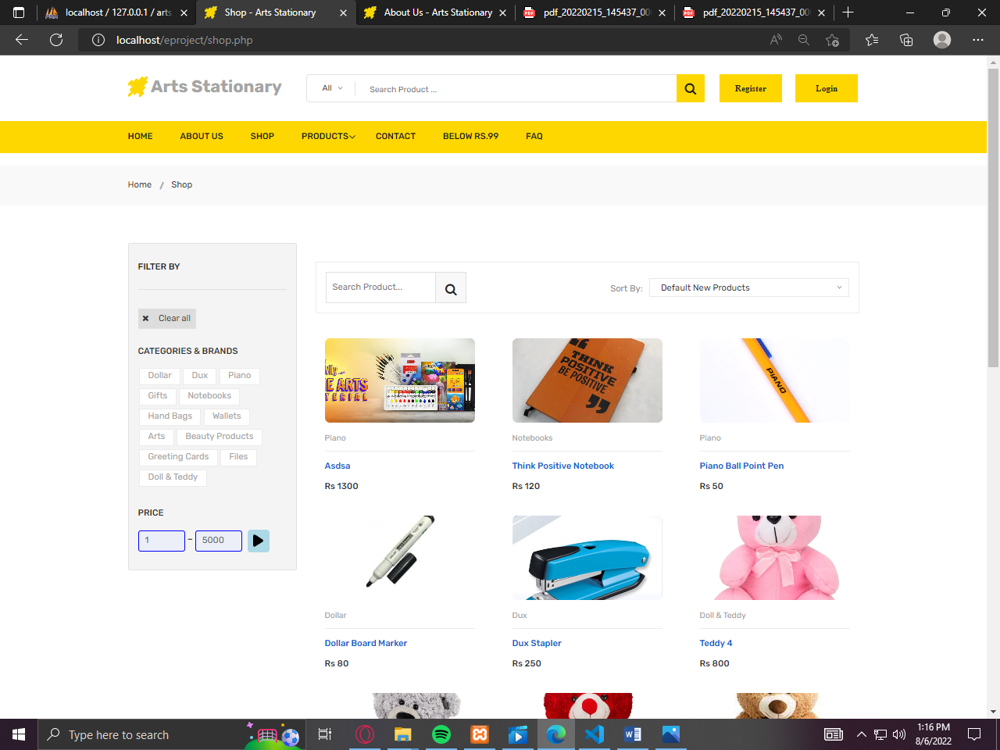 localhost / 127.0.0.1 / arts
Shop - Arts Stationary
About Us - Arts Stationary
pdf_20220215_145437_00
pdf_20220215_145437_00
localhost/eproject/shop.php
Arts Stationary
All
Search Product ...
Register
Login
HOME
ABOUT US
SHOP
PRODUCTS
CONTACT
BELOW RS.99
FAQ
Home / Shop
FILTER BY
Clear all
CATEGORIES & BRANDS
Dollar
Dux
Piano
Gifts
Notebooks
Hand Bags
Wallets
Arts
Beauty Products
Greeting Cards
Files
Doll & Teddy
PRICE
1 – 5000
Search Product...
Sort By:
Default New Products
THINK
POSITIVE
BE POSITIVE
PIANO
Piano
Asdsa
Rs 1300
Notebooks
Think Positive Notebook
Rs 120
Piano
Piano Ball Point Pen
Rs 50
Dollar
Dollar Board Marker
Rs 80
Dux
Dux Stapler
Rs 250
Doll & Teddy
Teddy 4
Rs 800
Type here to search
1:16 PM
8/6/2022